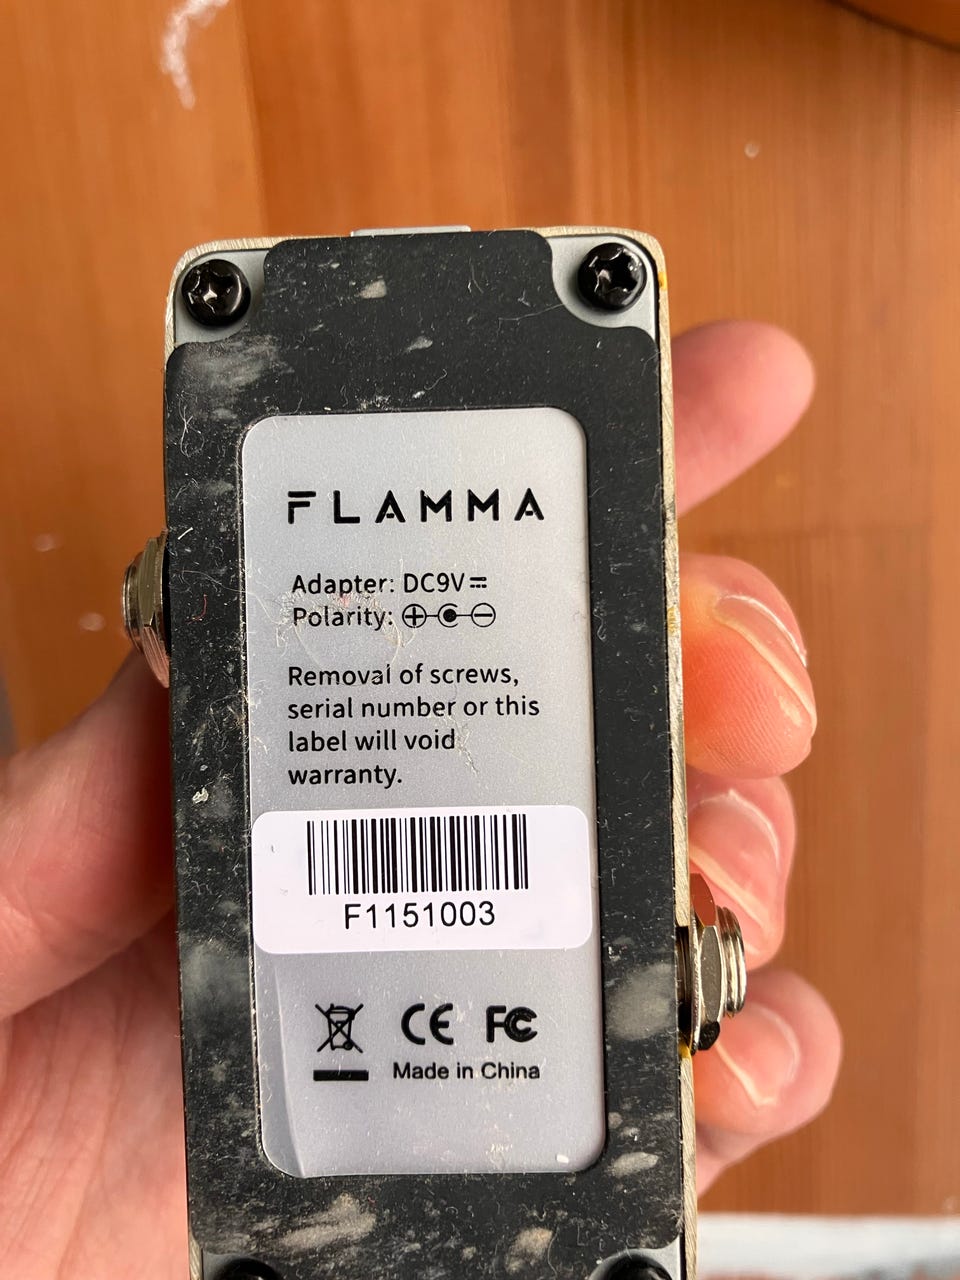 FLAMMA
Adapter: DC9V⎓
Polarity:
Removal of screws,
serial number or this
label will void
warranty.
F1151003
CE FC
Made in China